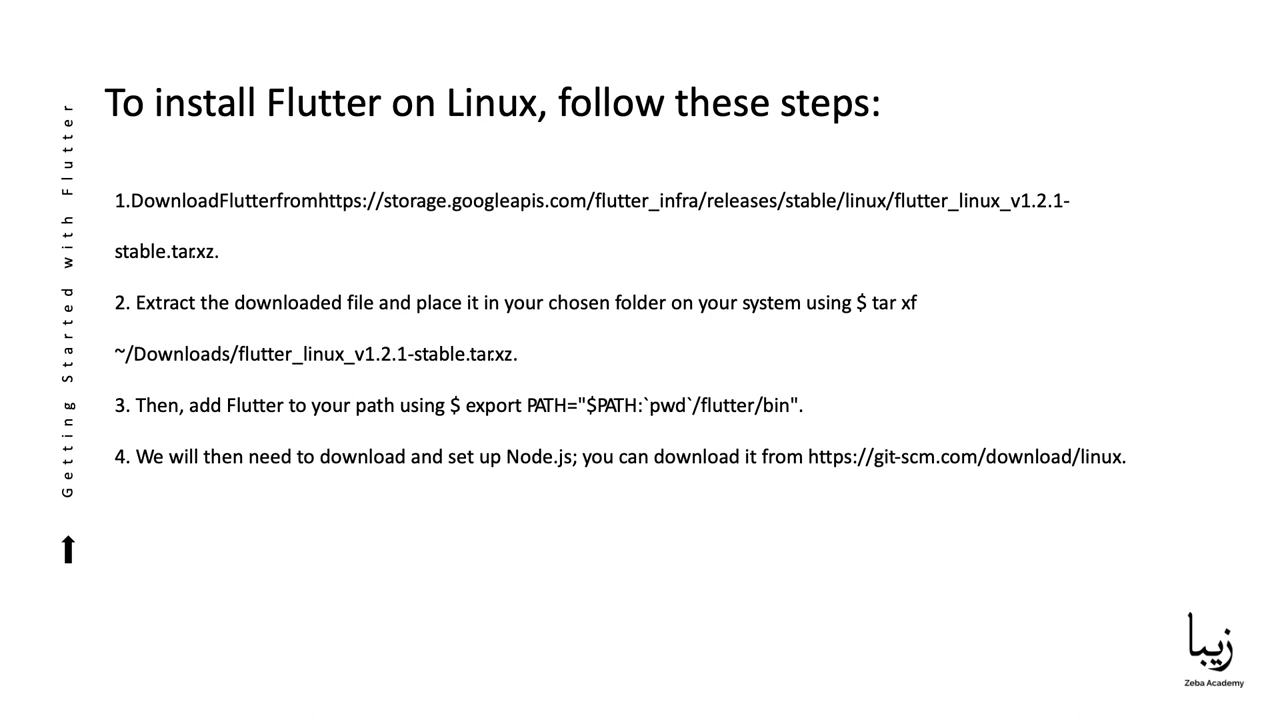 To install Flutter on Linux, follow these steps:
Getting Started with Flutter
1.DownloadFlutterfromhttps://storage.googleapis.com/flutter_infra/releases/stable/linux/flutter_linux_v1.2.1-
stable.tar.xz.
2. Extract the downloaded file and place it in your chosen folder on your system using $ tar xf
~/Downloads/flutter_linux_v1.2.1-stable.tar.xz.
3. Then, add Flutter to your path using $ export PATH="$PATH:`pwd`/flutter/bin".
4. We will then need to download and set up Node.js; you can download it from https://git-scm.com/download/linux.
زیبا
Zeba Academy